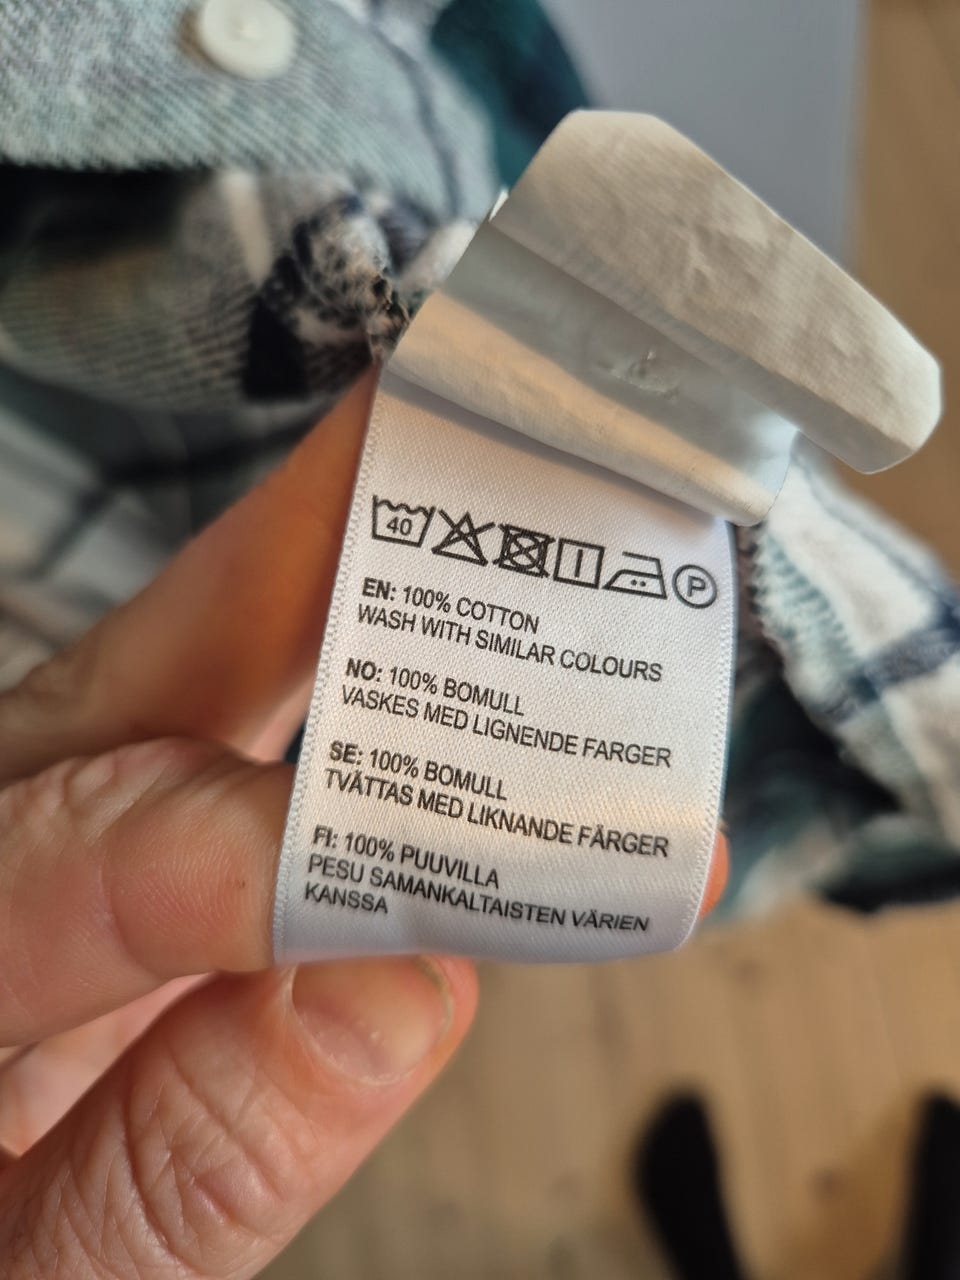 40 P
EN: 100% COTTON
WASH WITH SIMILAR COLOURS
NO: 100% BOMULL
VASKES MED LIGNENDE FARGER
SE: 100% BOMULL
TVÄTTAS MED LIKNANDE FÄRGER
FI: 100% PUUVILLA
PESU SAMANKALTAISTEN VÄRIEN
KANSSA